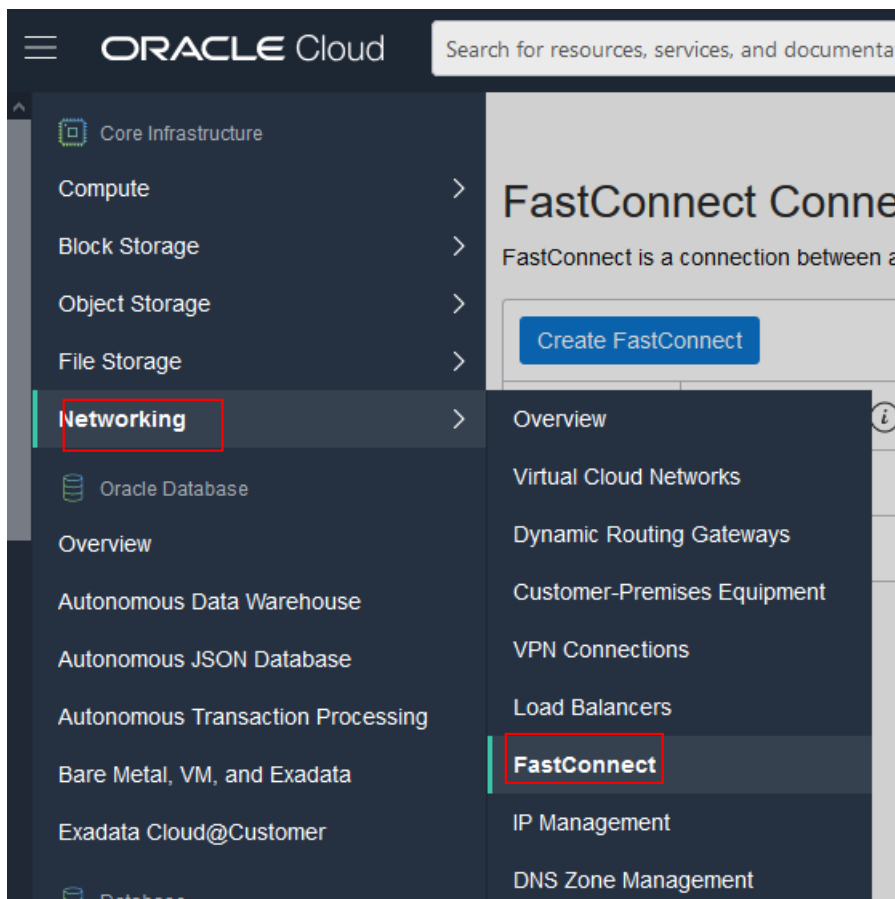 ORACLE Cloud
Search for resources, services, and documenta
Core Infrastructure
Compute
Block Storage
Object Storage
File Storage
Networking
Oracle Database
Overview
Autonomous Data Warehouse
Autonomous JSON Database
Autonomous Transaction Processing
Bare Metal, VM, and Exadata
Exadata Cloud@Customer
Database
FastConnect Conne
FastConnect is a connection between a
Create FastConnect
i
Overview
Virtual Cloud Networks
Dynamic Routing Gateways
Customer-Premises Equipment
VPN Connections
Load Balancers
FastConnect
IP Management
DNS Zone Management